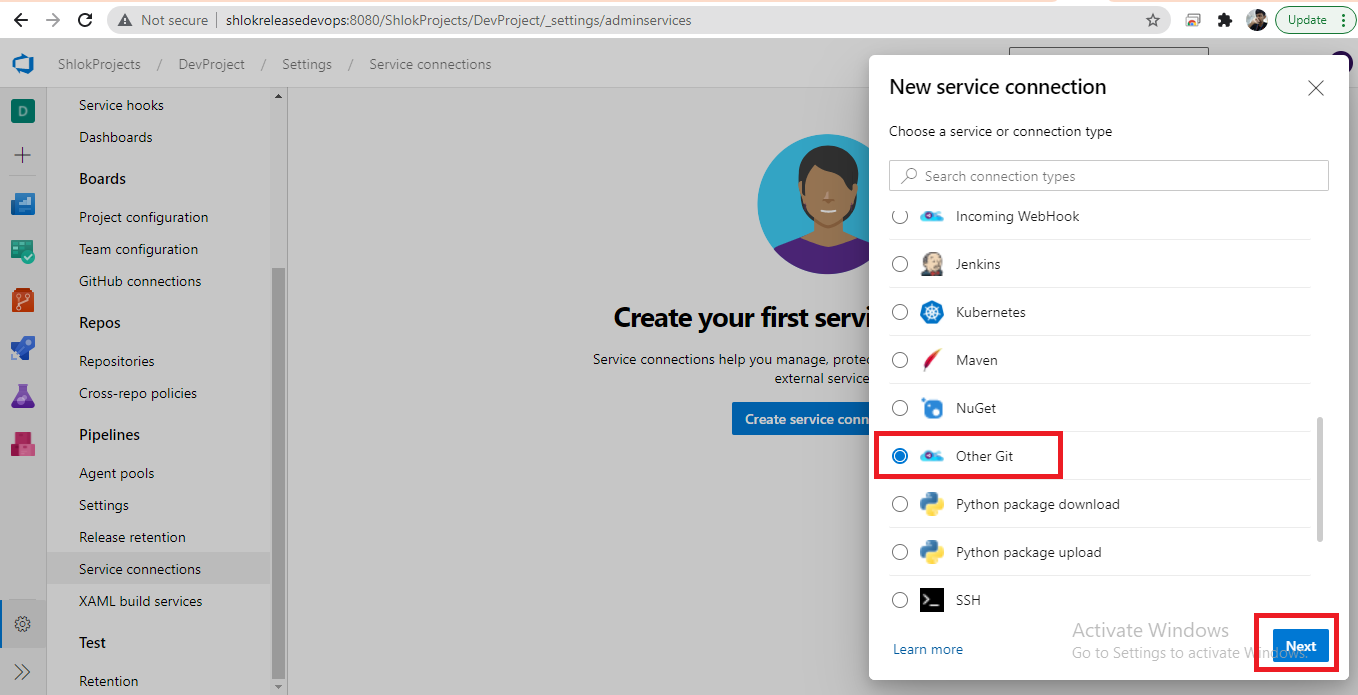 Not secure
shlokreleasedevops:8080/ShlokProjects/DevProject/_settings/adminservices
Update
ShlokProjects / DevProject / Settings / Service connections
D
Service hooks
Dashboards
Boards
Project configuration
Team configuration
GitHub connections
Repos
Repositories
Cross-repo policies
Pipelines
Agent pools
Settings
Release retention
Service connections
XAML build services
Test
Retention
Create your first servi
Service connections help you manage, protec
external service
Create service conn
New service connection
Choose a service or connection type
Search connection types
Incoming WebHook
Jenkins
Kubernetes
Maven
NuGet
Other Git
Python package download
Python package upload
SSH
Learn more
Next
Activate Windows
Go to Settings to activate Windows.